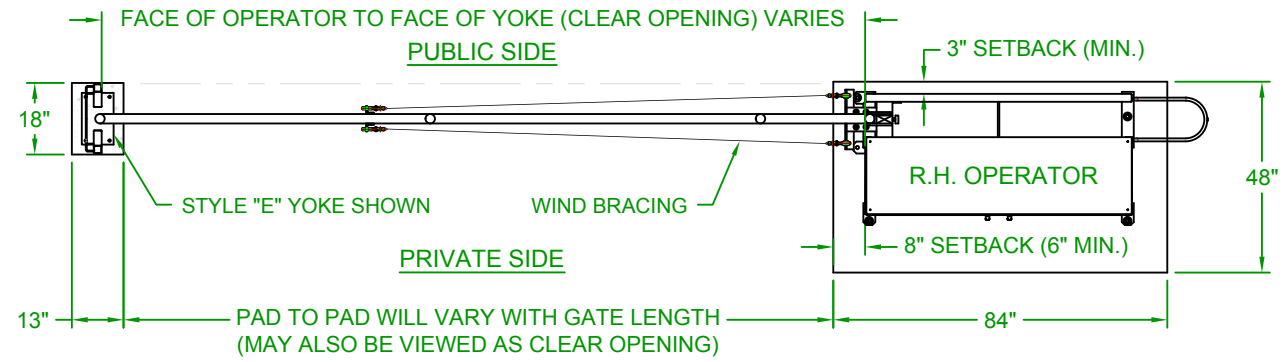 FACE OF OPERATOR TO FACE OF YOKE (CLEAR OPENING) VARIES
PUBLIC SIDE
3" SETBACK (MIN.)
18"
R.H. OPERATOR
48"
STYLE "E" YOKE SHOWN
WIND BRACING
8" SETBACK (6" MIN.)
PRIVATE SIDE
13"
PAD TO PAD WILL VARY WITH GATE LENGTH
(MAY ALSO BE VIEWED AS CLEAR OPENING)
84"